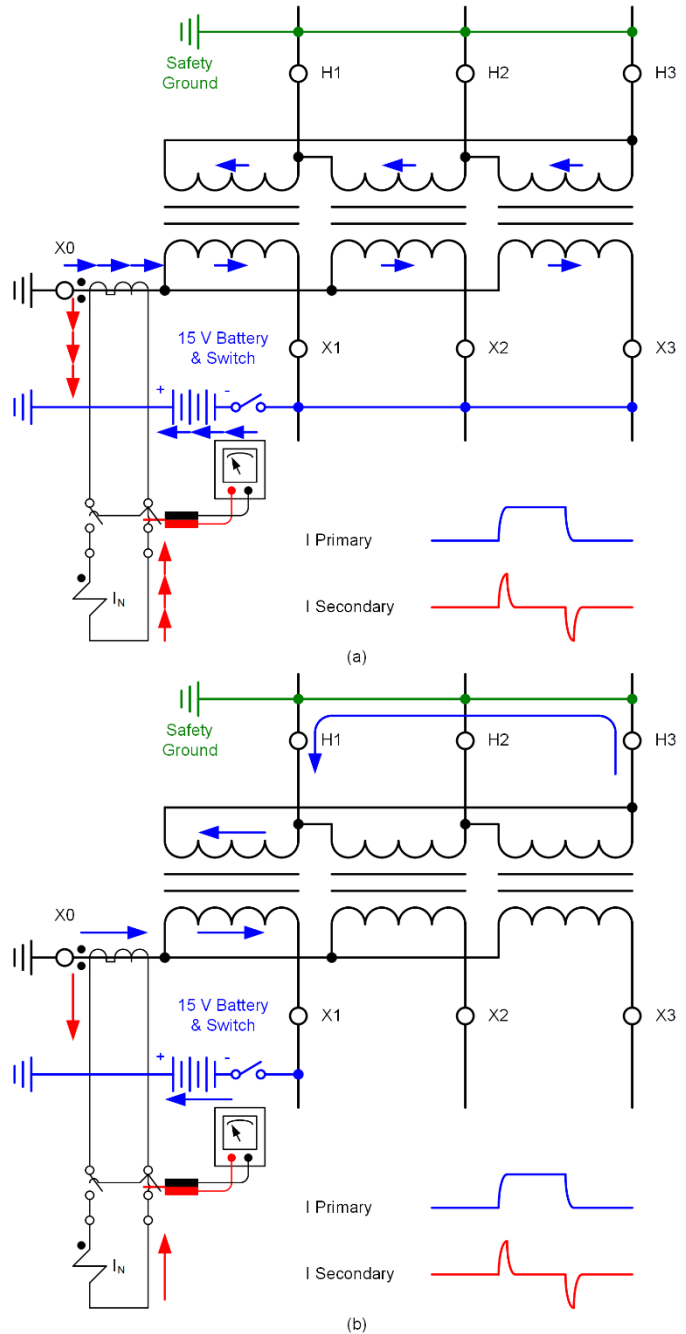 Safety
Ground
H1
H2
H3
X0
15 V Battery
& Switch
X1
X2
X3
+
-
I Primary
IN
I Secondary
(a)
Safety
Ground
H1
H2
H3
X0
15 V Battery
& Switch
X1
X2
X3
+
-
I Primary
IN
I Secondary
(b)